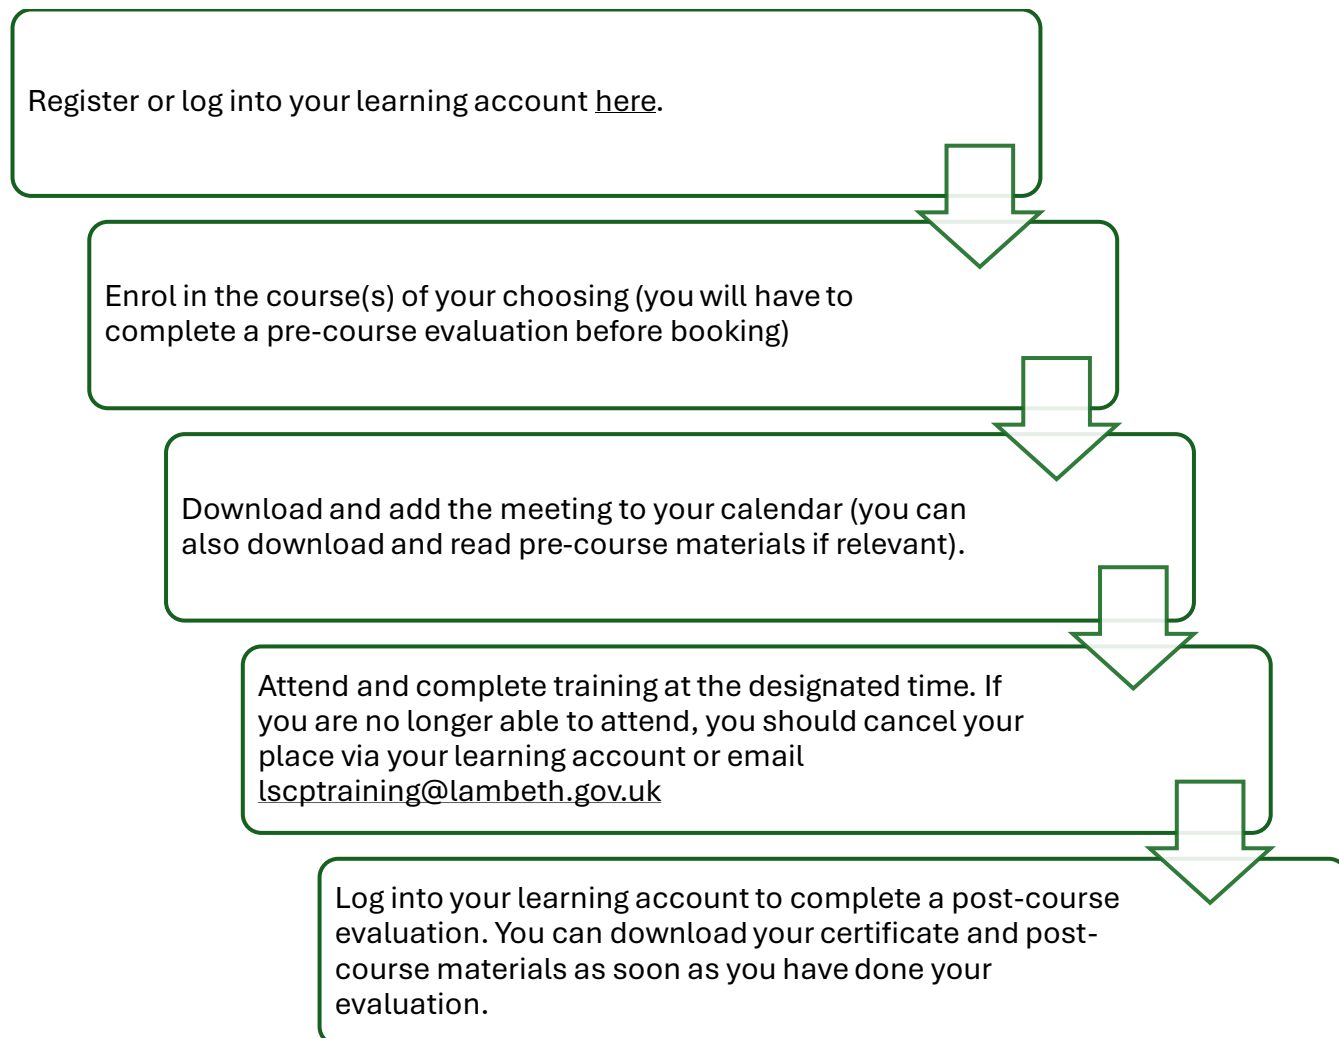 Register or log into your learning account here.
Enrol in the course(s) of your choosing (you will have to
complete a pre-course evaluation before booking)
Download and add the meeting to your calendar (you can
also download and read pre-course materials if relevant).
Attend and complete training at the designated time. If
you are no longer able to attend, you should cancel your
place via your learning account or email
lscptraining@lambeth.gov.uk
Log into your learning account to complete a post-course
evaluation. You can download your certificate and post-
course materials as soon as you have done your
evaluation.